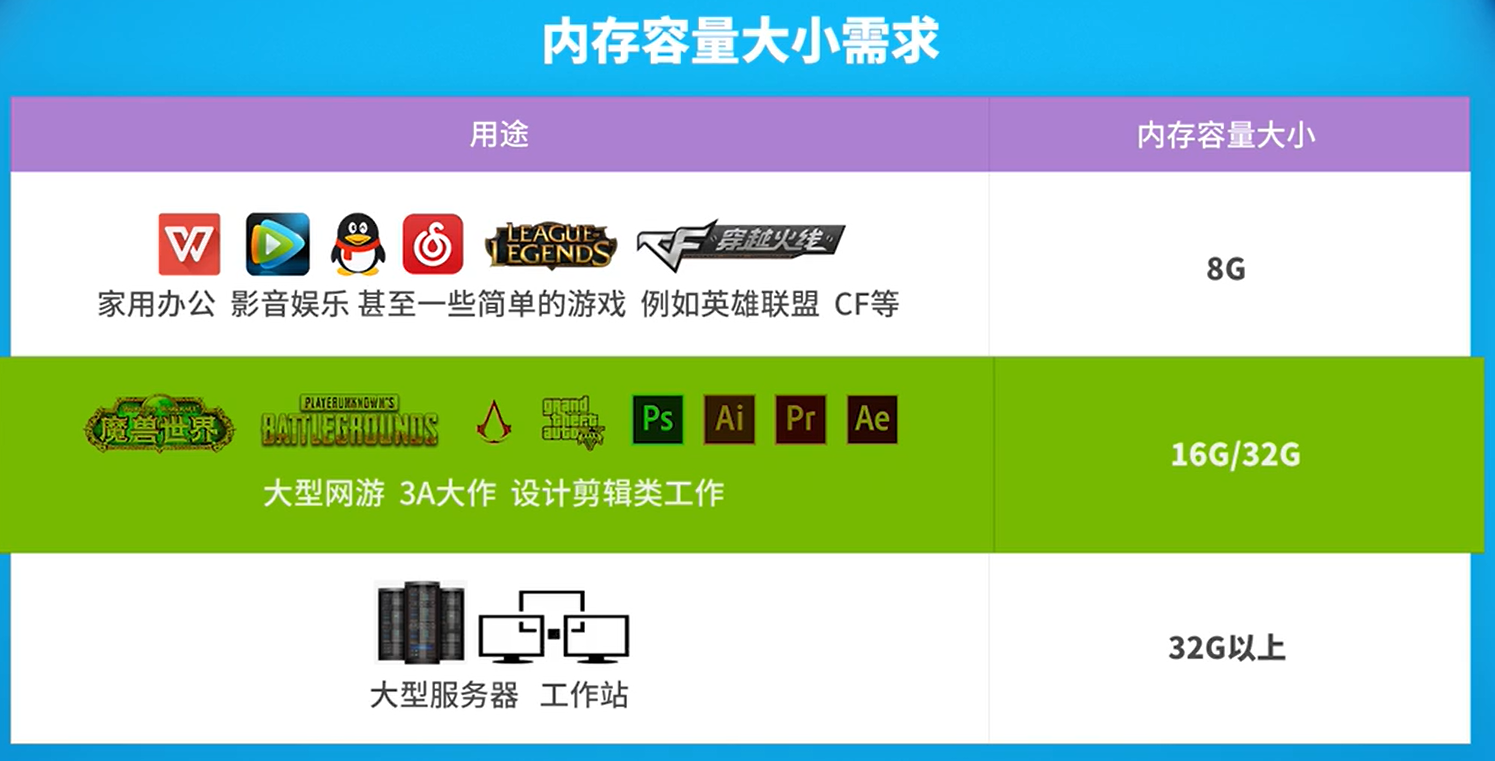 内存容量大小需求
用途
内存容量大小
W
LEAGUE
LEGENDS
CF 穿越火线
家用办公 影音娱乐 甚至一些简单的游戏 例如英雄联盟 CF等
8G
魔兽世界
PLAYERUNKNOWN'S
BATTLEGROUNDS
grand
theft
auto
Ps Ai Pr Ae
大型网游 3A大作 设计剪辑类工作
16G/32G
大型服务器 工作站
32G以上